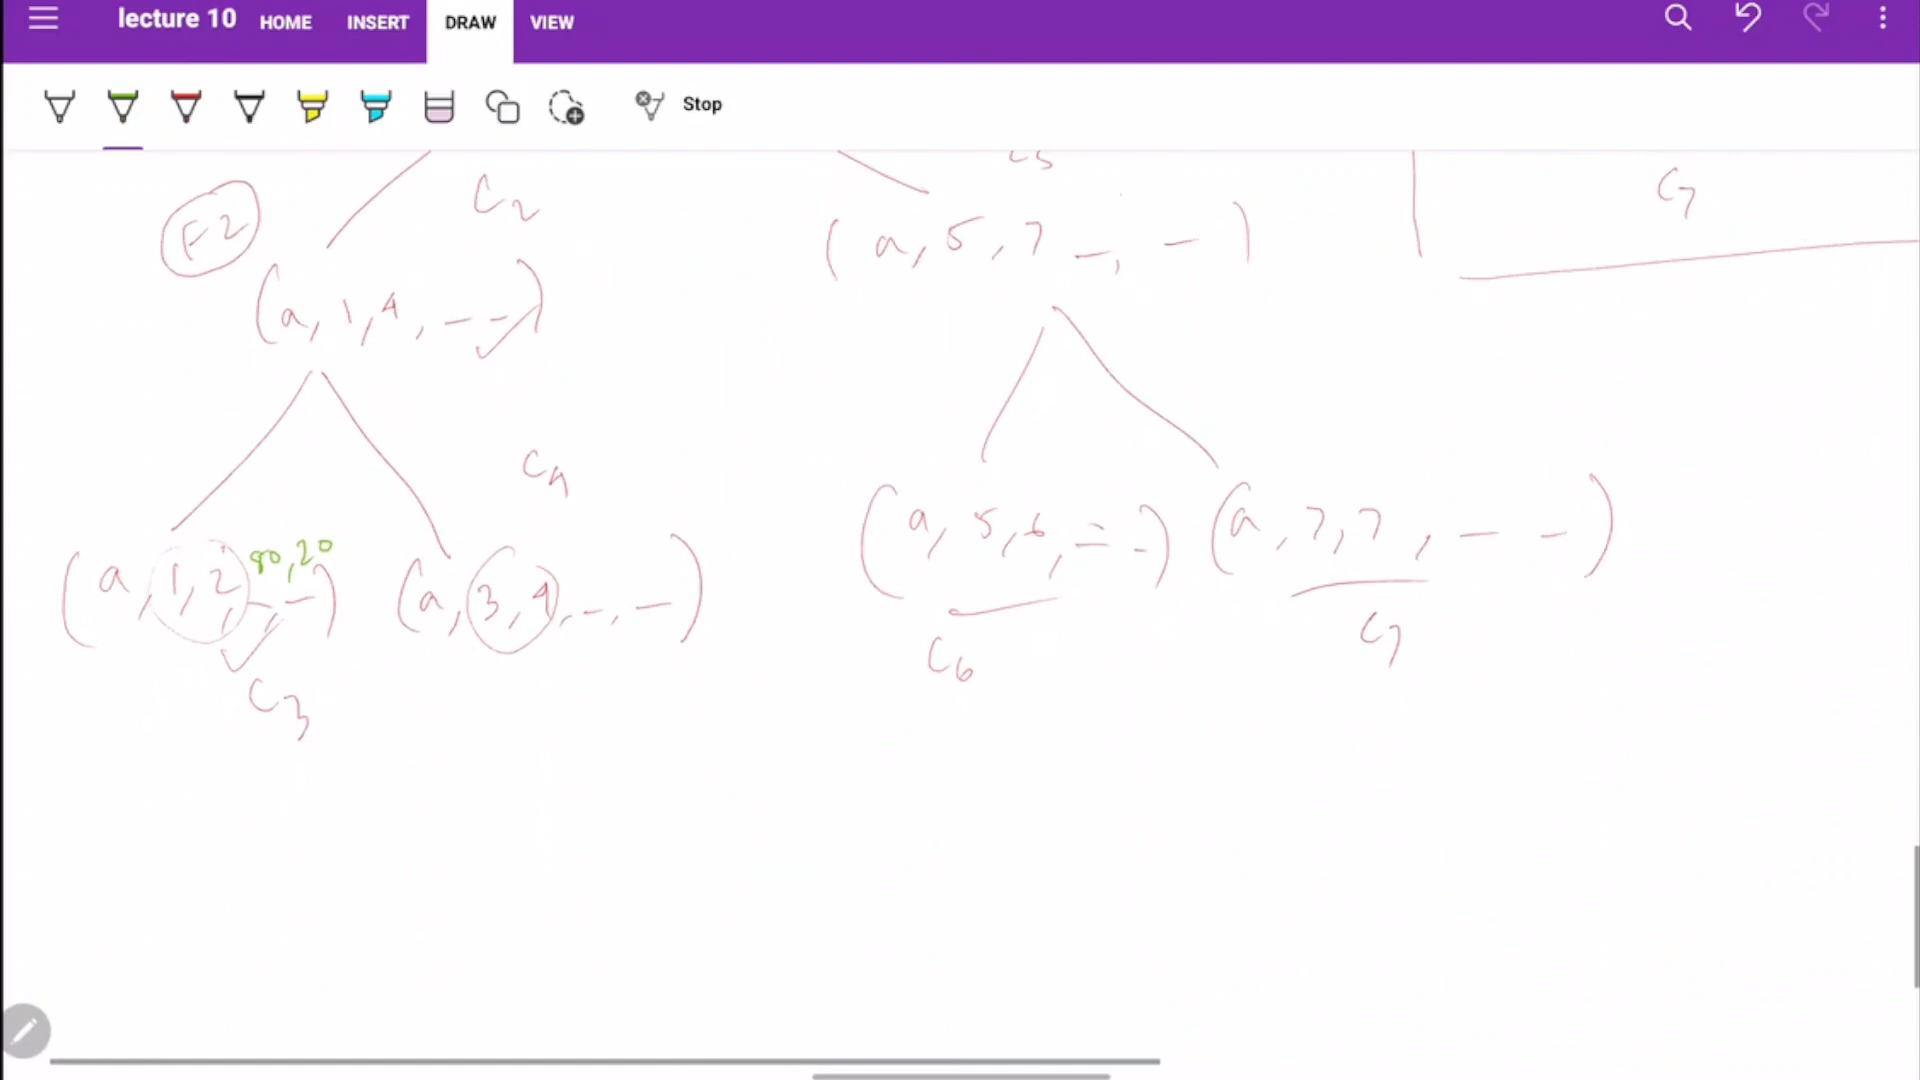 lecture 10 HOME INSERT DRAW VIEW
Stop
C5
C2
F2
C7
(a, 5, 7 -, -)
(a, 1, 4, - -)
C4
80, 20
(a, 1, 2, -, -) (a, 3, 4, -, -)
(a, 5, 6, - -) (a, 7, 7, - -)
C6
C7
C3